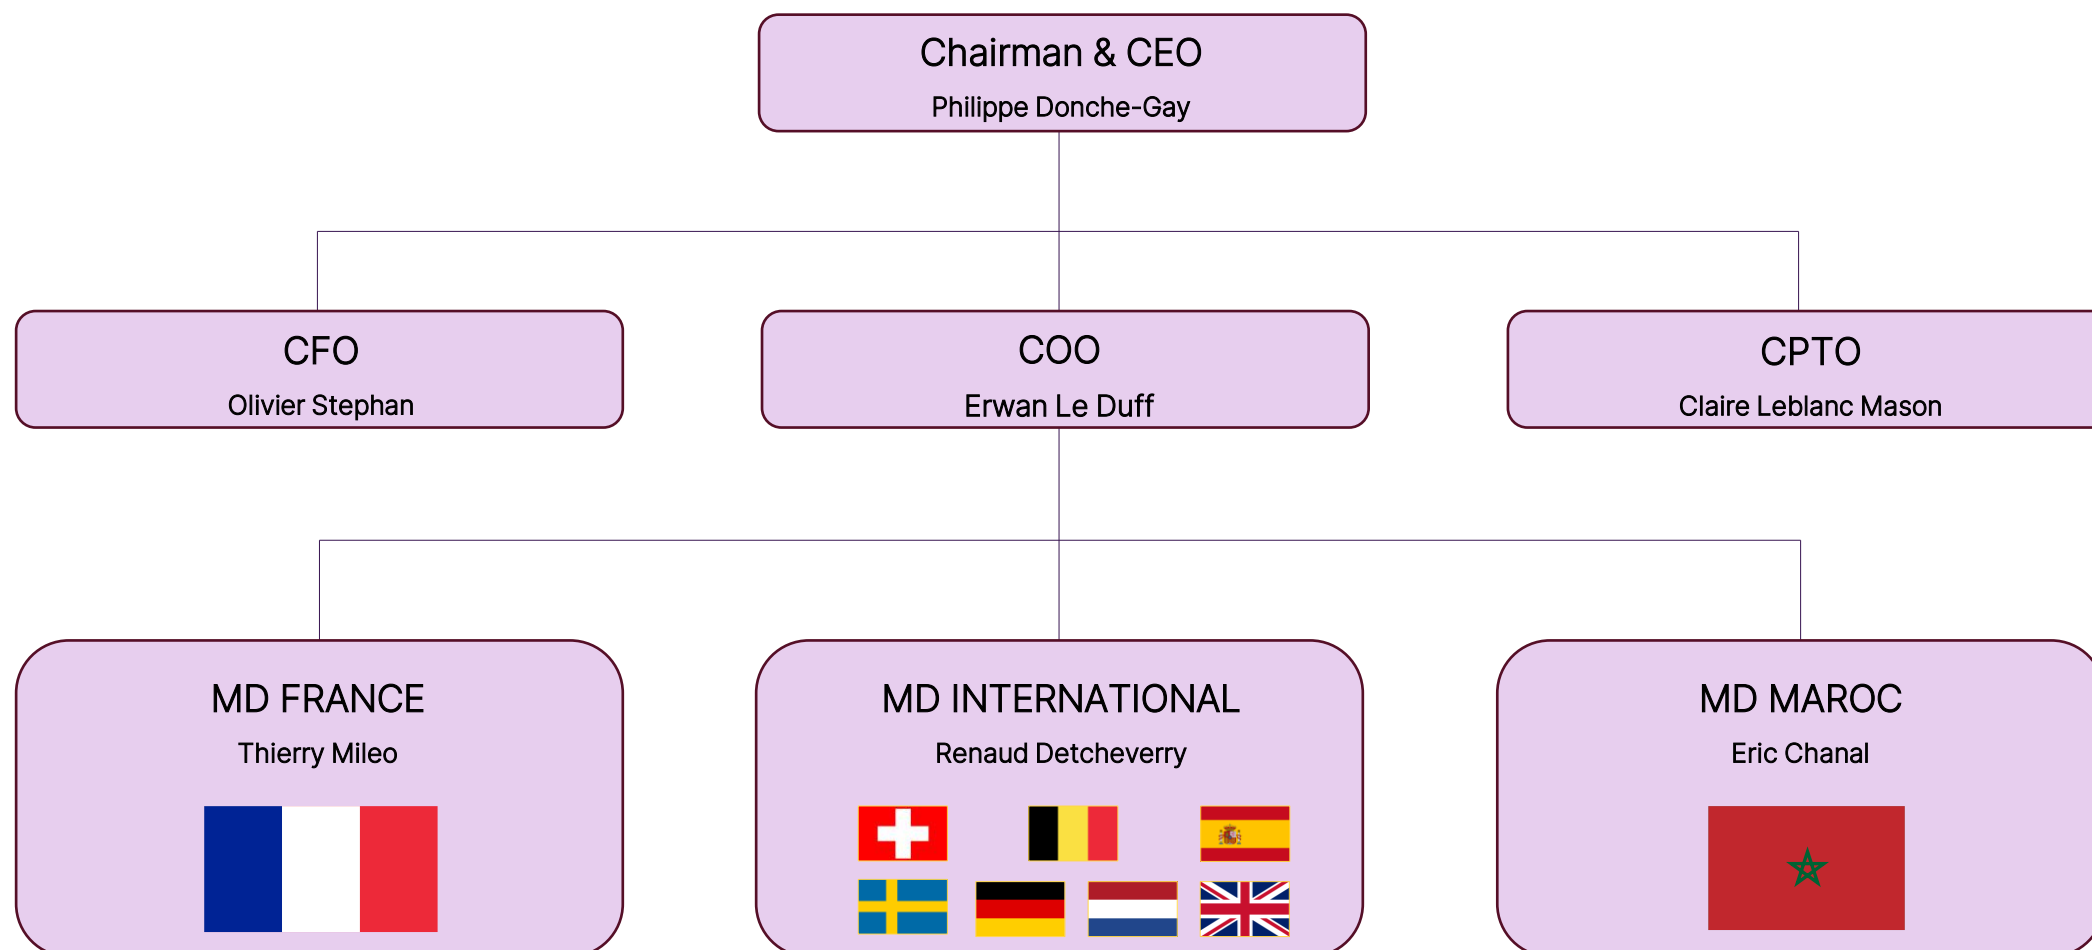 Chairman & CEO
Philippe Donche-Gay
CFO
Olivier Stephan
COO
Erwan Le Duff
CPTO
Claire Leblanc Mason
MD FRANCE
Thierry Mileo
MD INTERNATIONAL
Renaud Detcheverry
MD MAROC
Eric Chanal